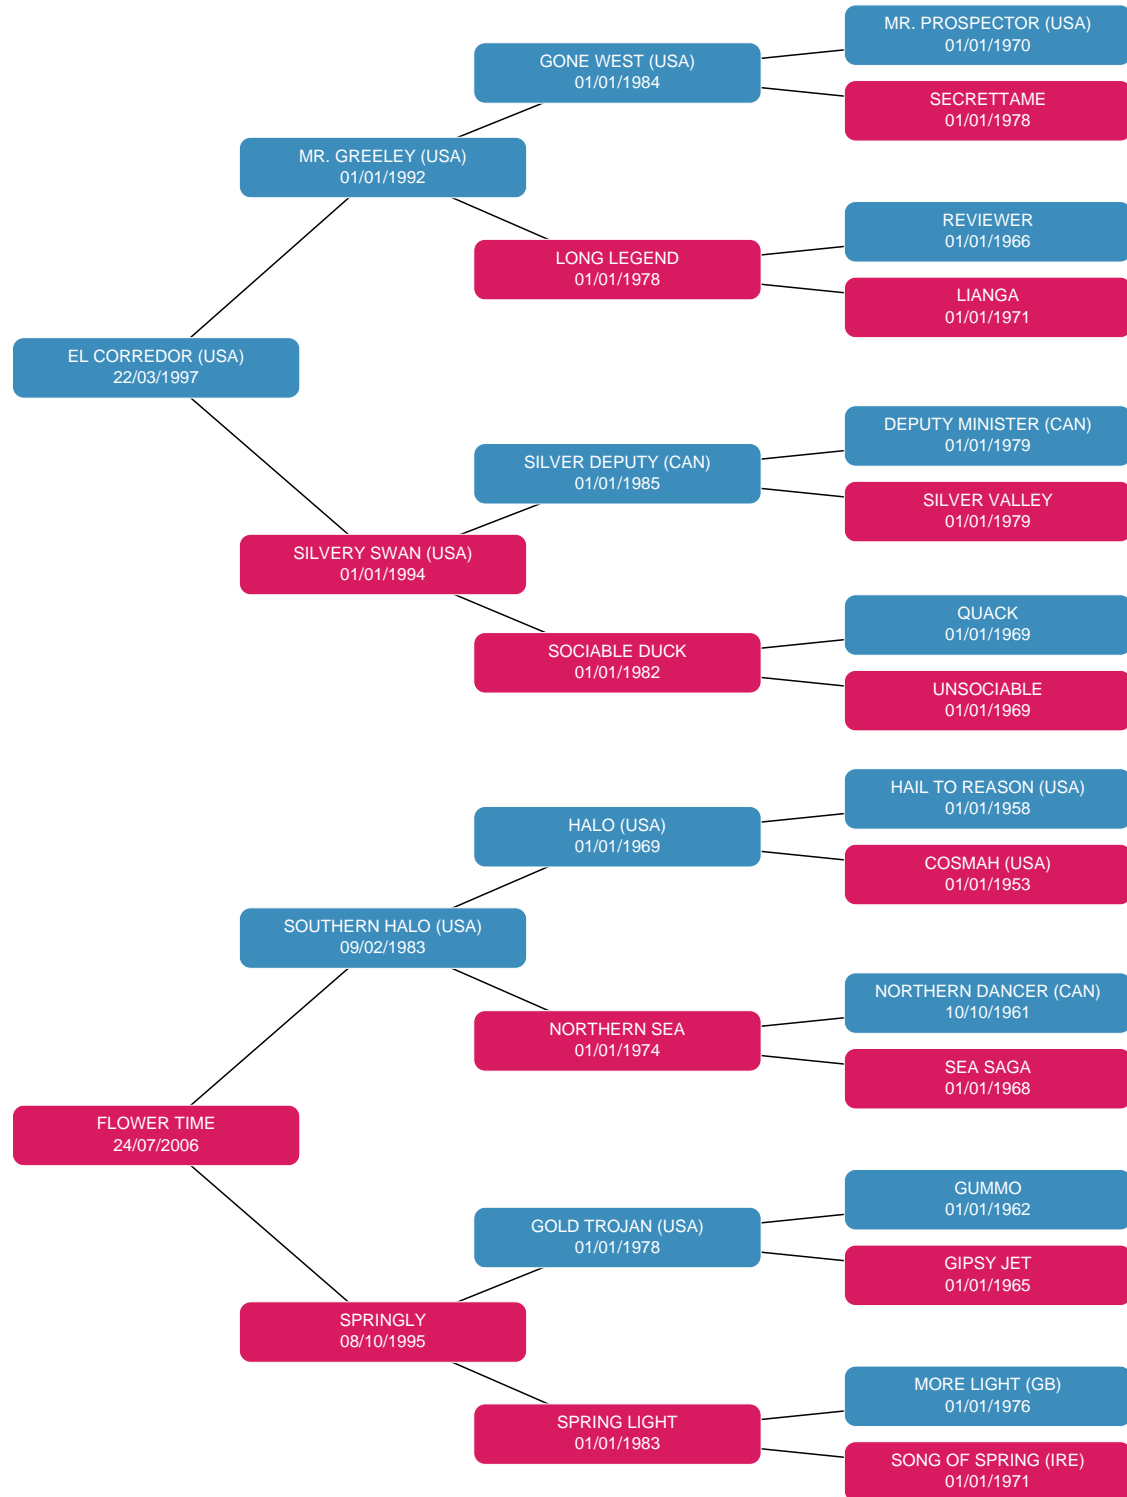 MR. PROSPECTOR (USA)
01/01/1970
GONE WEST (USA)
01/01/1984
SECRETTAME
01/01/1978
MR. GREELEY (USA)
01/01/1992
REVIEWER
01/01/1966
LONG LEGEND
01/01/1978
LIANGA
01/01/1971
EL CORREDOR (USA)
22/03/1997
DEPUTY MINISTER (CAN)
01/01/1979
SILVER DEPUTY (CAN)
01/01/1985
SILVER VALLEY
01/01/1979
SILVERY SWAN (USA)
01/01/1994
QUACK
01/01/1969
SOCIABLE DUCK
01/01/1982
UNSOCIABLE
01/01/1969
HAIL TO REASON (USA)
01/01/1958
HALO (USA)
01/01/1969
COSMAH (USA)
01/01/1953
SOUTHERN HALO (USA)
09/02/1983
NORTHERN DANCER (CAN)
10/10/1961
NORTHERN SEA
01/01/1974
SEA SAGA
01/01/1968
FLOWER TIME
24/07/2006
GUMMO
01/01/1962
GOLD TROJAN (USA)
01/01/1978
GIPSY JET
01/01/1965
SPRINGLY
08/10/1995
MORE LIGHT (GB)
01/01/1976
SPRING LIGHT
01/01/1983
SONG OF SPRING (IRE)
01/01/1971